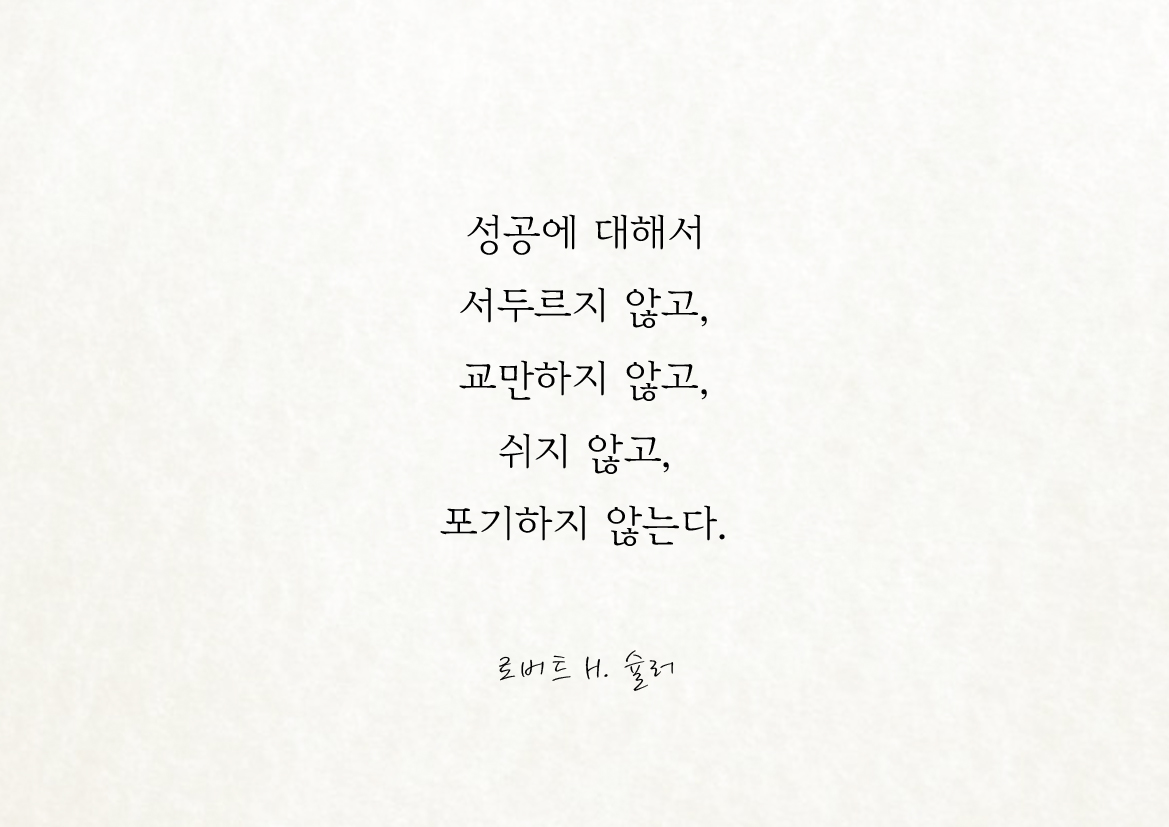 성공에 대해서
서두르지 않고,
교만하지 않고,
쉬지 않고,
포기하지 않는다.
로버트 H. 슐러